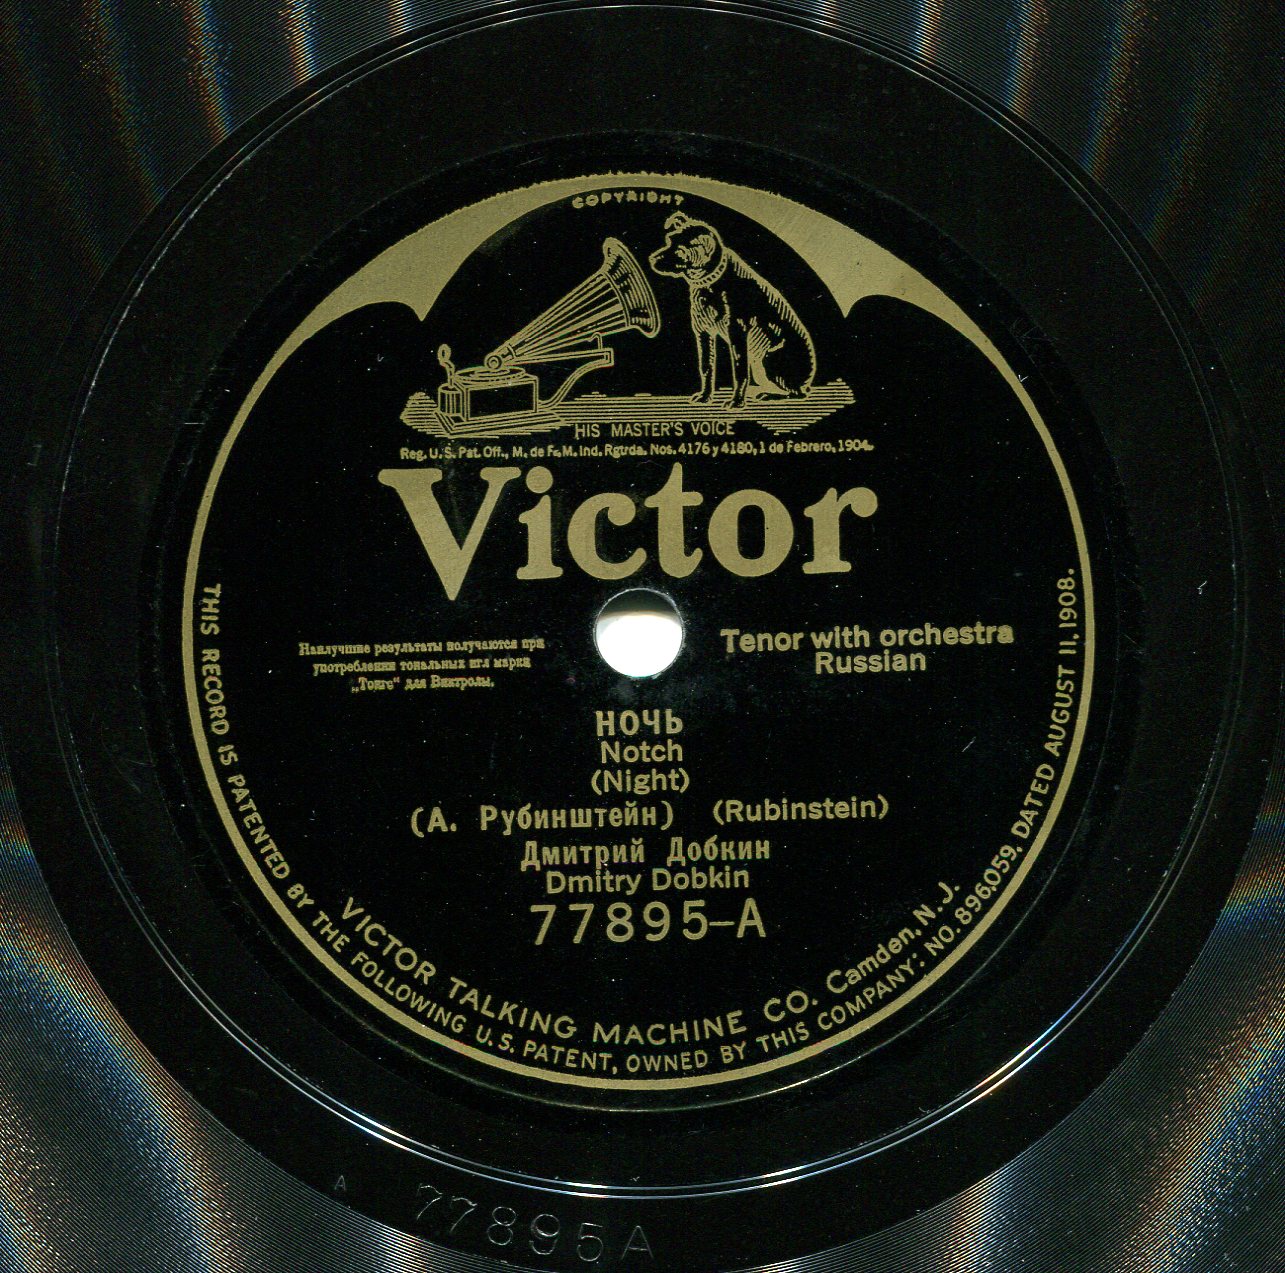 COPYRIGHT
HIS MASTER'S VOICE
Reg. U.S. Pat. Off., M. de F. M. Ind. Rgtrda. Nos. 4176 y 4180, 1 de Febrero, 1904.
Victor
Наилучшие результаты получаются при
употреблении тональных игл марки
„Тонгс“ для Виктролы.
Tenor with orchestra
Russian
НОЧЬ
Notch
(Night)
(А. Рубинштейн) (Rubinstein)
Дмитрий Добкин
Dmitry Dobkin
77895–A
VICTOR TALKING MACHINE CO. Camden, N. J.
THIS RECORD IS PATENTED BY THE FOLLOWING U.S. PATENT, OWNED BY THIS COMPANY: NO. 896,059, DATED AUGUST 11, 1908.
A 77895A